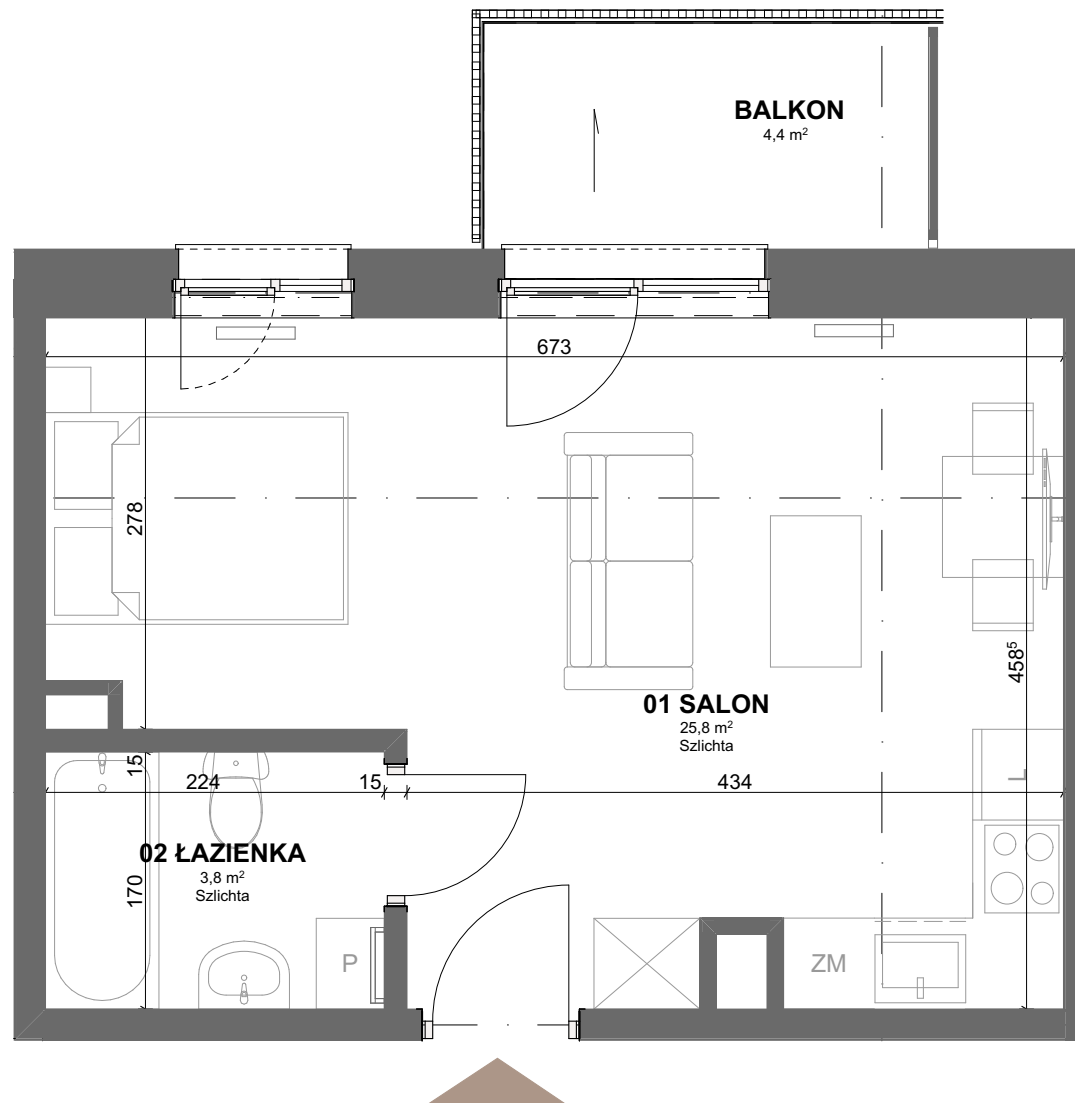 BALKON
4,4 m²
673
278
458⁵
01 SALON
25,8 m²
Szlichta
15
224
15
434
L
02 ŁAZIENKA
3,8 m²
Szlichta
170
P
ZM